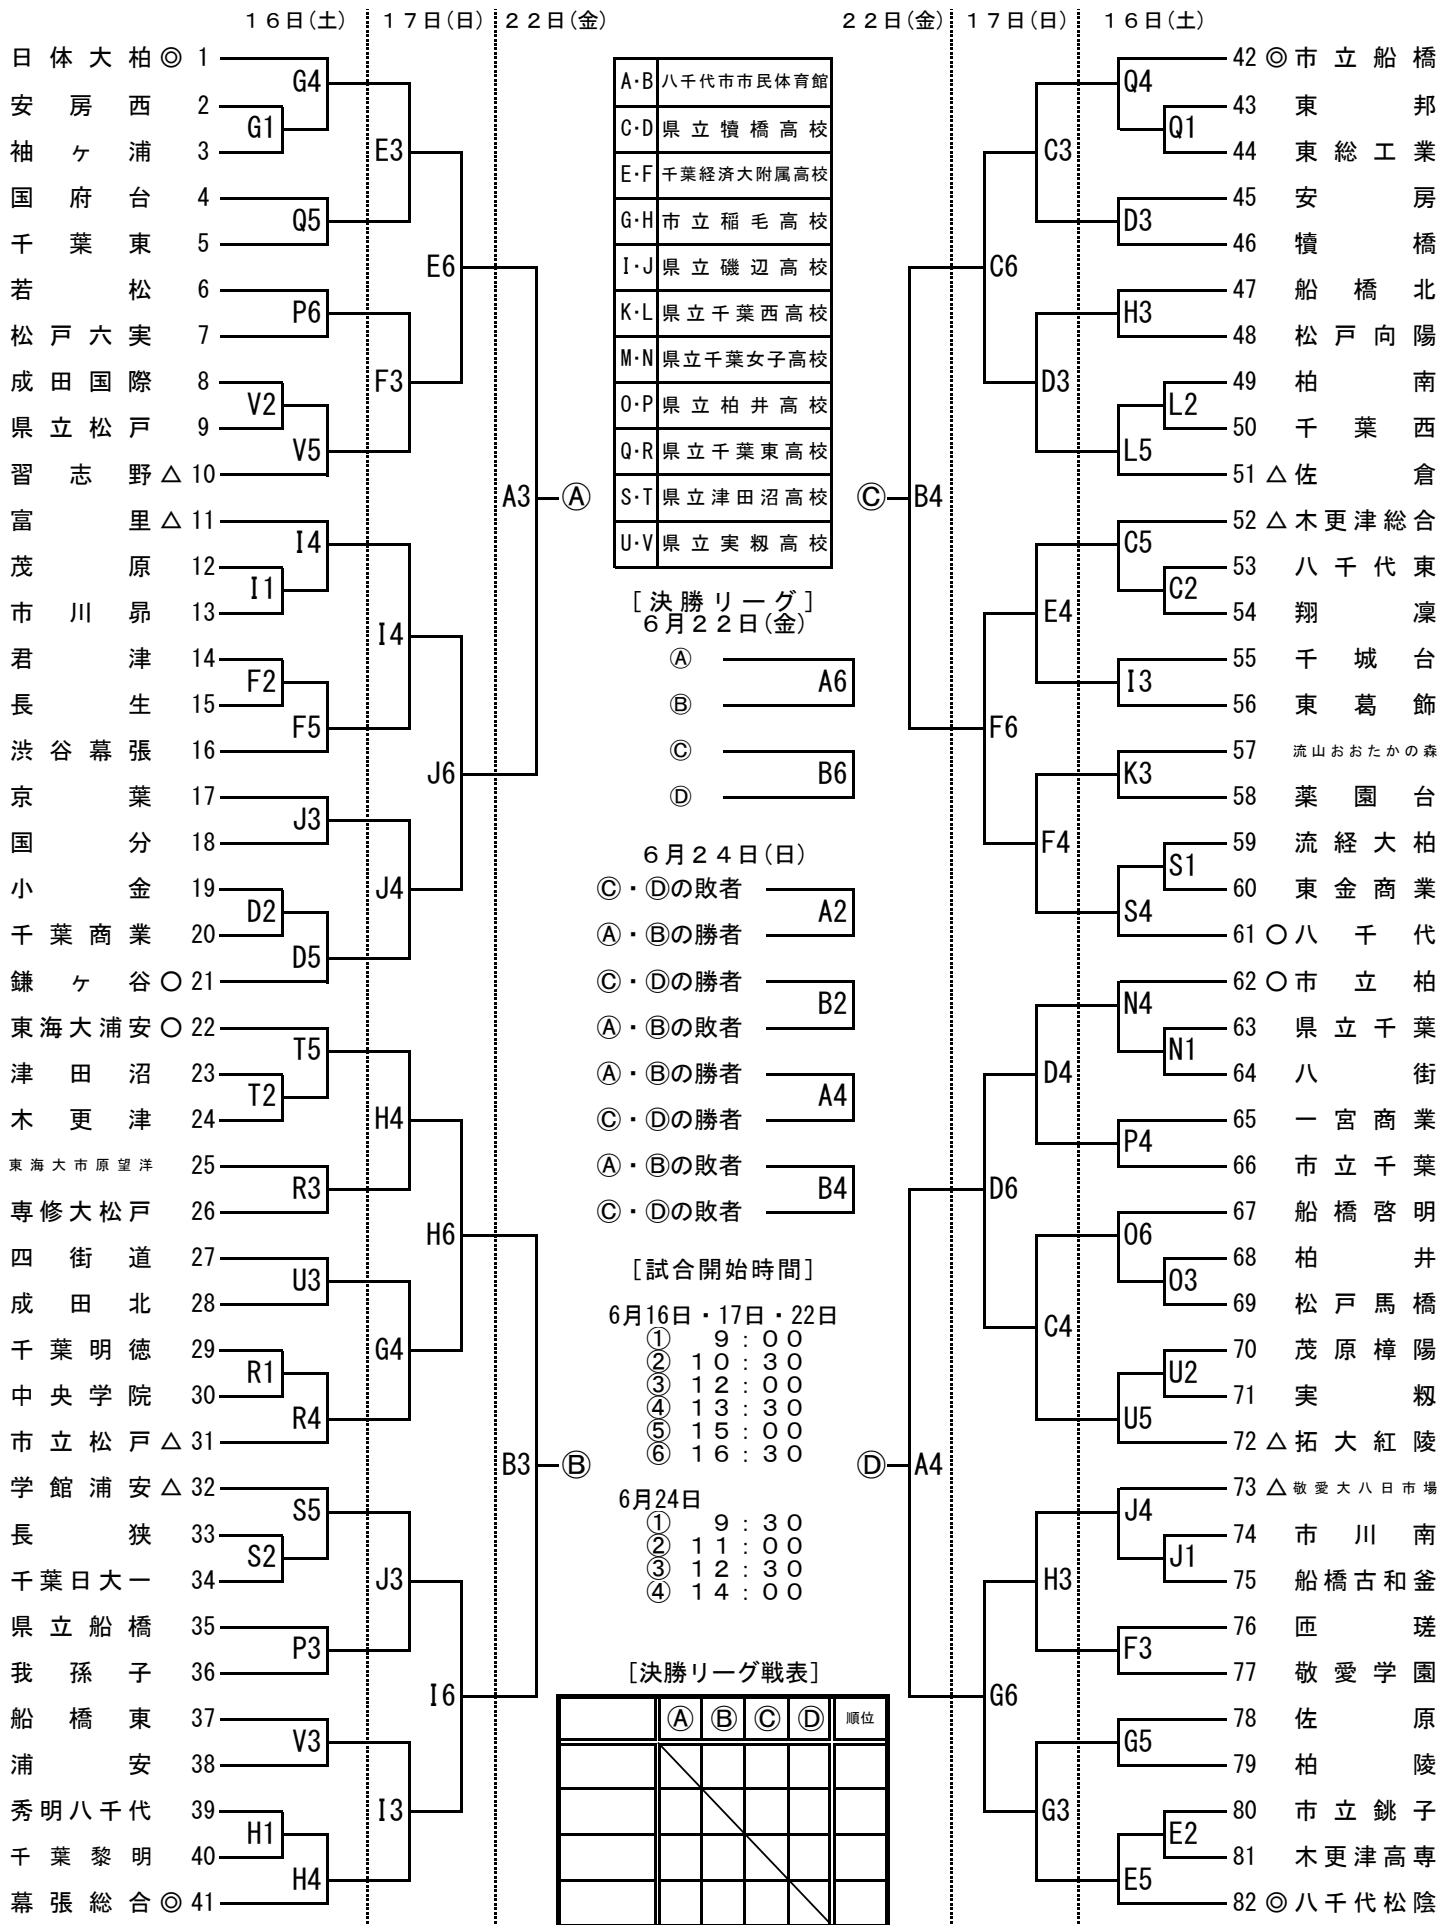 16日(土) 17日(日) 22日(金) 22日(金) 17日(日) 16日(土)
日体大柏 ◎ 1
安房西 2
袖ヶ浦 3
国府台 4
千葉東 5
若松 6
松戸六実 7
成田国際 8
県立松戸 9
習志野 △ 10
富里 △ 11
茂原 12
市川昴 13
君津 14
長生 15
渋谷幕張 16
京葉 17
国分 18
小金 19
千葉商業 20
鎌ヶ谷 〇 21
東海大浦安 〇 22
津田沼 23
木更津 24
東海大市原望洋 25
専修大松戸 26
四街道 27
成田北 28
千葉明徳 29
中央学院 30
市立松戸 △ 31
学館浦安 △ 32
長狭 33
千葉日大一 34
県立船橋 35
我孫子 36
船橋東 37
浦安 38
秀明八千代 39
千葉黎明 40
幕張総合 ◎ 41
G4
G1
Q5
P6
V2
V5
I4
I1
F2
F5
J3
D2
D5
T5
T2
R3
U3
R1
R4
S5
S2
P3
V3
H1
H4
E3
F3
I4
J4
H4
G4
J3
I3
E6
J6
H6
I6
A3 Ⓐ
B3 Ⓑ
A・B 八千代市市民体育館
C・D 県立犢橋高校
E・F 千葉経済大附属高校
G・H 市立稲毛高校
I・J 県立磯辺高校
K・L 県立千葉西高校
M・N 県立千葉女子高校
O・P 県立柏井高校
Q・R 県立千葉東高校
S・T 県立津田沼高校
U・V 県立実籾高校
[決勝リーグ]
6月22日(金)
Ⓐ
A6
Ⓑ
Ⓒ
B6
Ⓓ
6月24日(日)
Ⓒ・Ⓓの敗者
A2
Ⓐ・Ⓑの勝者
Ⓒ・Ⓓの勝者
B2
Ⓐ・Ⓑの敗者
Ⓐ・Ⓑの勝者
A4
Ⓒ・Ⓓの勝者
Ⓐ・Ⓑの敗者
B4
Ⓒ・Ⓓの敗者
[試合開始時間]
6月16日・17日・22日
① 9:00
② 10:30
③ 12:00
④ 13:30
⑤ 15:00
⑥ 16:30
6月24日
① 9:30
② 11:00
③ 12:30
④ 14:00
[決勝リーグ戦表]
Ⓐ Ⓑ Ⓒ Ⓓ 順位
Ⓒ B4
Ⓓ A4
C6
F6
D6
G6
C3
D3
E4
F4
D4
C4
H3
G3
Q4
Q1
D3
H3
L2
L5
C5
C2
I3
K3
S1
S4
N4
N1
P4
O6
O3
U2
U5
J4
J1
F3
G5
E2
E5
42 ◎ 市立船橋
43 東邦
44 東総工業
45 安房
46 犢橋
47 船橋北
48 松戸向陽
49 柏南
50 千葉西
51 △ 佐倉
52 △ 木更津総合
53 八千代東
54 翔凜
55 千城台
56 東葛飾
57 流山おおたかの森
58 薬園台
59 流経大柏
60 東金商業
61 〇 八千代
62 〇 市立柏
63 県立千葉
64 八街
65 一宮商業
66 市立千葉
67 船橋啓明
68 柏井
69 松戸馬橋
70 茂原樟陽
71 実籾
72 △ 拓大紅陵
73 △ 敬愛大八日市場
74 市川南
75 船橋古和釜
76 匝瑳
77 敬愛学園
78 佐原
79 柏陵
80 市立銚子
81 木更津高専
82 ◎ 八千代松陰